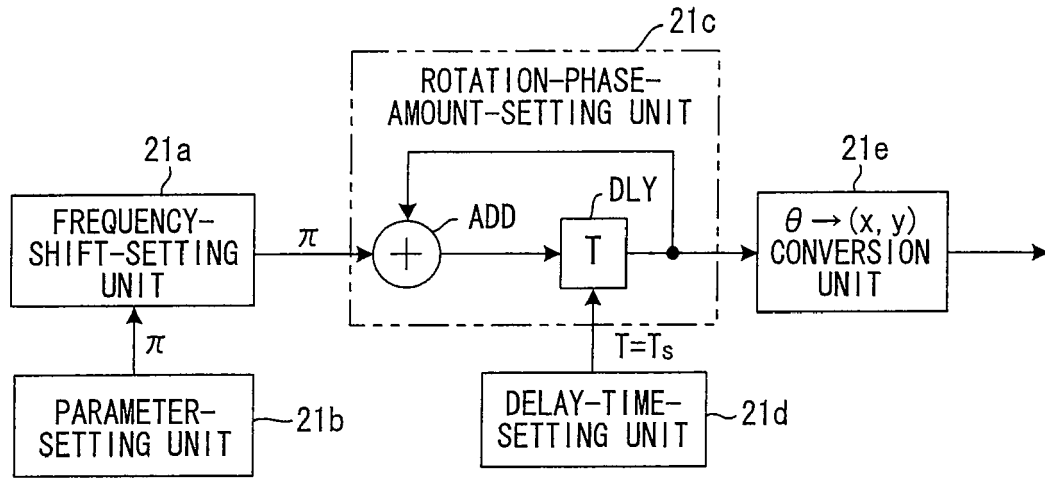 21c
ROTATION-PHASE-
AMOUNT-SETTING UNIT
21a
FREQUENCY-
SHIFT-SETTING
UNIT
π
ADD
+
DLY
T
21e
θ→(x, y)
CONVERSION
UNIT
π
T=Ts
PARAMETER-
SETTING UNIT
21b
DELAY-TIME-
SETTING UNIT
21d